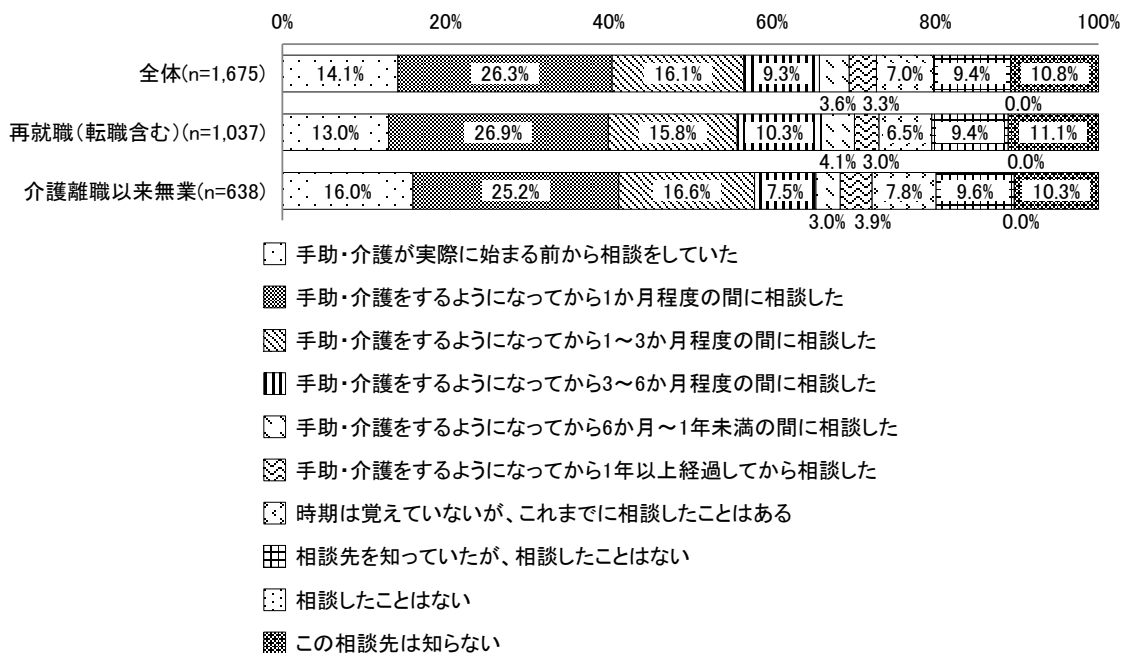 0% 20% 40% 60% 80% 100%
全体(n=1,675) 14.1% 26.3% 16.1% 9.3% 7.0% 9.4% 10.8%
3.6% 3.3% 0.0%
再就職（転職含む）(n=1,037) 13.0% 26.9% 15.8% 10.3% 6.5% 9.4% 11.1%
4.1% 3.0% 0.0%
介護離職以来無業(n=638) 16.0% 25.2% 16.6% 7.5% 7.8% 9.6% 10.3%
3.0% 3.9% 0.0%
手助・介護が実際に始まる前から相談をしていた
手助・介護をするようになってから1か月程度の間に相談した
手助・介護をするようになってから1～3か月程度の間に相談した
手助・介護をするようになってから3～6か月程度の間に相談した
手助・介護をするようになってから6か月～1年未満の間に相談した
手助・介護をするようになってから1年以上経過してから相談した
時期は覚えていないが、これまでに相談したことはある
相談先を知っていたが、相談したことはない
相談したことはない
この相談先は知らない